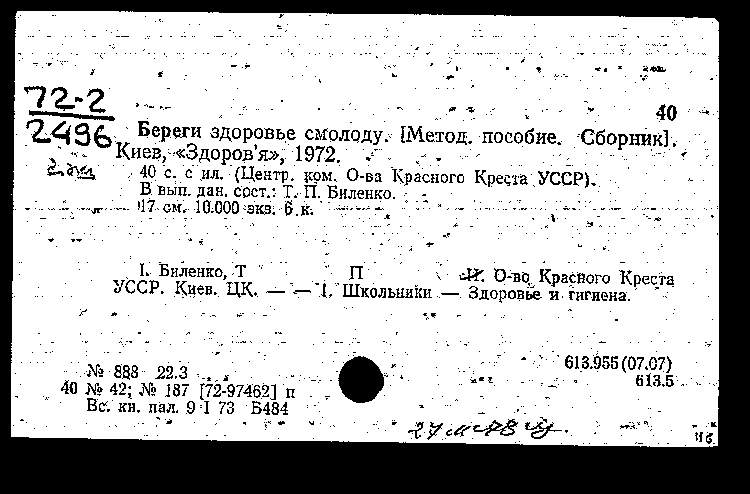 40
72-2
2496
Береги здоровье смолоду. [Метод. пособие. Сборник].
Киев, «Здоров'я», 1972.
40 с. с ил. (Центр. ком. О-ва Красного Креста УССР).
В вып. дан. сост.: Т. П. Биленко.
17 см. 10.000 экз. 6 к.
I. Биленко, Т П II. О-во Красного Креста
УССР. Киев. ЦК. — — 1. Школьники — Здоровье и гигиена.
613.955(07.07)
613.5
№ 888 22.3
40 № 42; № 187 [72-97462] п
Вс. кн. пал. 9 I 73 Б484